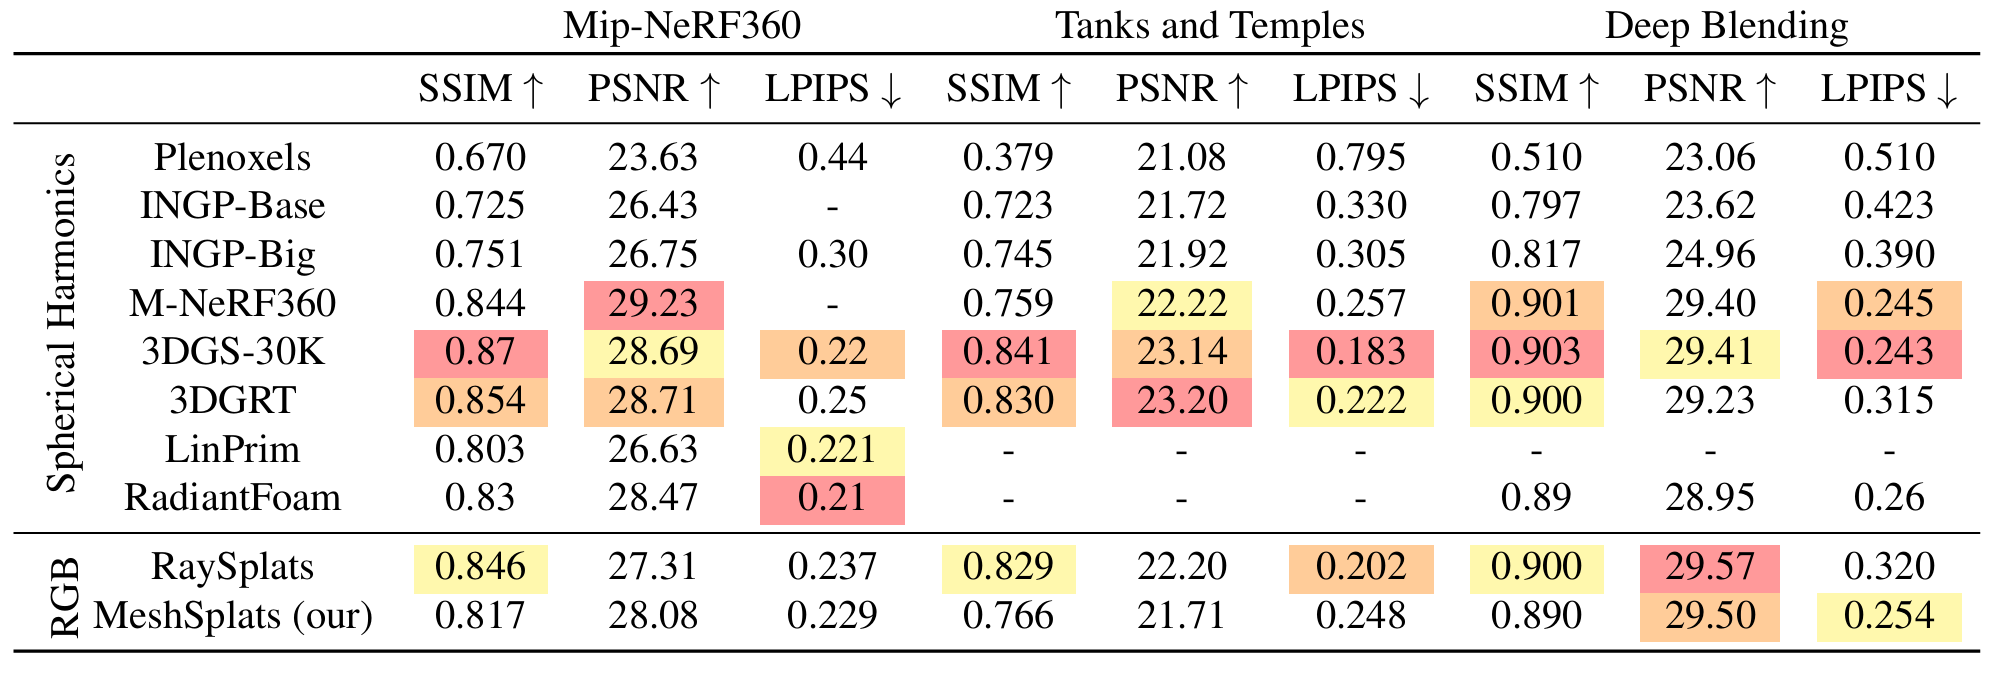 Mip-NeRF360 Tanks and Temples Deep Blending
SSIM ↑ PSNR ↑ LPIPS ↓ SSIM ↑ PSNR ↑ LPIPS ↓ SSIM ↑ PSNR ↑ LPIPS ↓
Spherical Harmonics
Plenoxels 0.670 23.63 0.44 0.379 21.08 0.795 0.510 23.06 0.510
INGP-Base 0.725 26.43 - 0.723 21.72 0.330 0.797 23.62 0.423
INGP-Big 0.751 26.75 0.30 0.745 21.92 0.305 0.817 24.96 0.390
M-NeRF360 0.844 29.23 - 0.759 22.22 0.257 0.901 29.40 0.245
3DGS-30K 0.87 28.69 0.22 0.841 23.14 0.183 0.903 29.41 0.243
3DGRT 0.854 28.71 0.25 0.830 23.20 0.222 0.900 29.23 0.315
LinPrim 0.803 26.63 0.221 - - - - - -
RadiantFoam 0.83 28.47 0.21 - - - 0.89 28.95 0.26
RGB
RaySplats 0.846 27.31 0.237 0.829 22.20 0.202 0.900 29.57 0.320
MeshSplats (our) 0.817 28.08 0.229 0.766 21.71 0.248 0.890 29.50 0.254